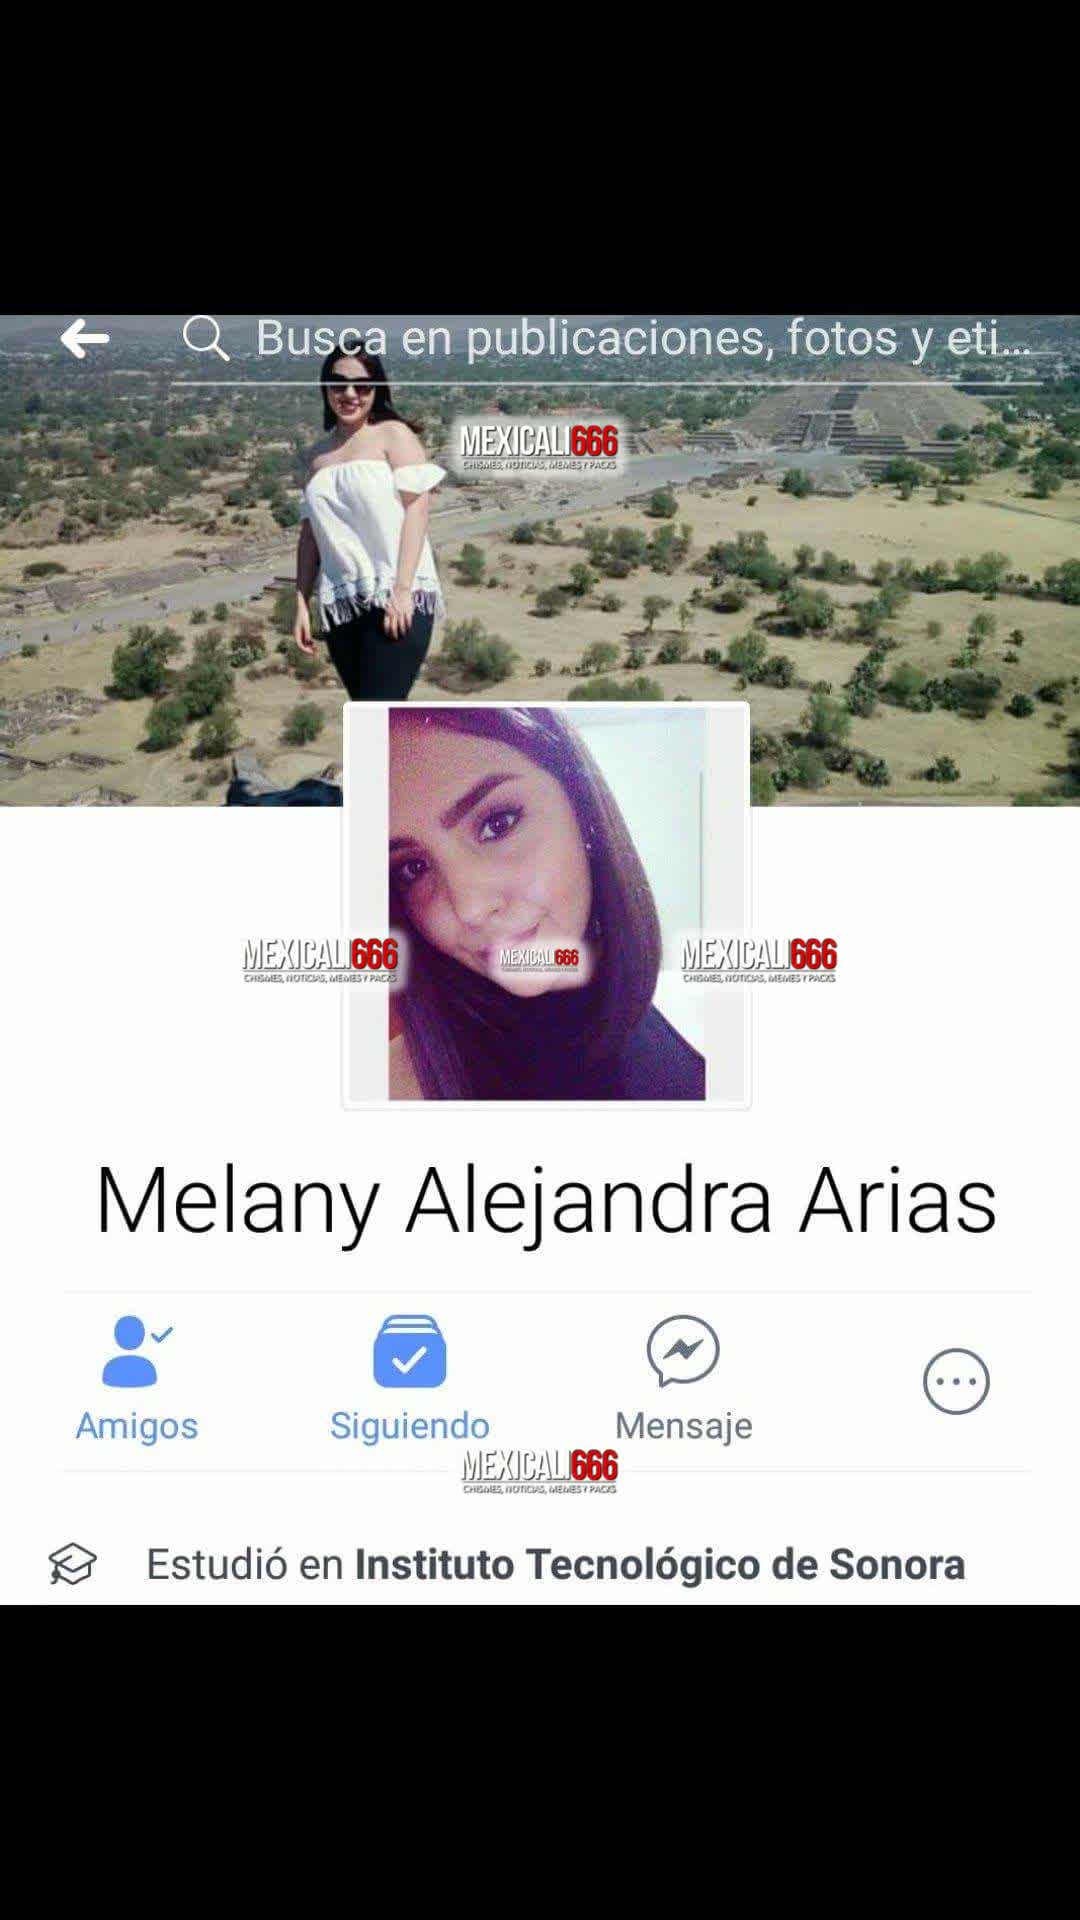 Busca en publicaciones, fotos y eti...
MEXICALI666
CHISMES, NOTICIAS, MEMES Y PACKS
MEXICALI666
CHISMES, NOTICIAS, MEMES Y PACKS
MEXICALI666
CHISMES, NOTICIAS, MEMES Y PACKS
MEXICALI666
CHISMES, NOTICIAS, MEMES Y PACKS
Melany Alejandra Arias
Amigos
Siguiendo
Mensaje
MEXICALI666
CHISMES, NOTICIAS, MEMES Y PACKS
Estudió en Instituto Tecnológico de Sonora